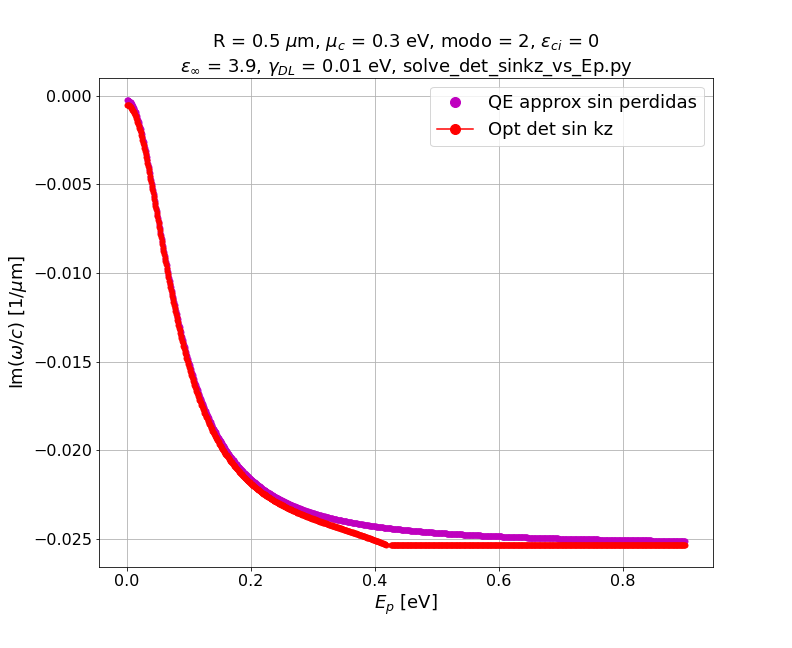 R = 0.5 μm, μ_c = 0.3 eV, modo = 2, ε_ci = 0
ε_∞ = 3.9, γ_DL = 0.01 eV, solve_det_sinkz_vs_Ep.py
QE approx sin perdidas
Opt det sin kz
0.000
−0.005
−0.010
−0.015
−0.020
−0.025
Im(ω/c) [1/μm]
0.0 0.2 0.4 0.6 0.8
E_p [eV]